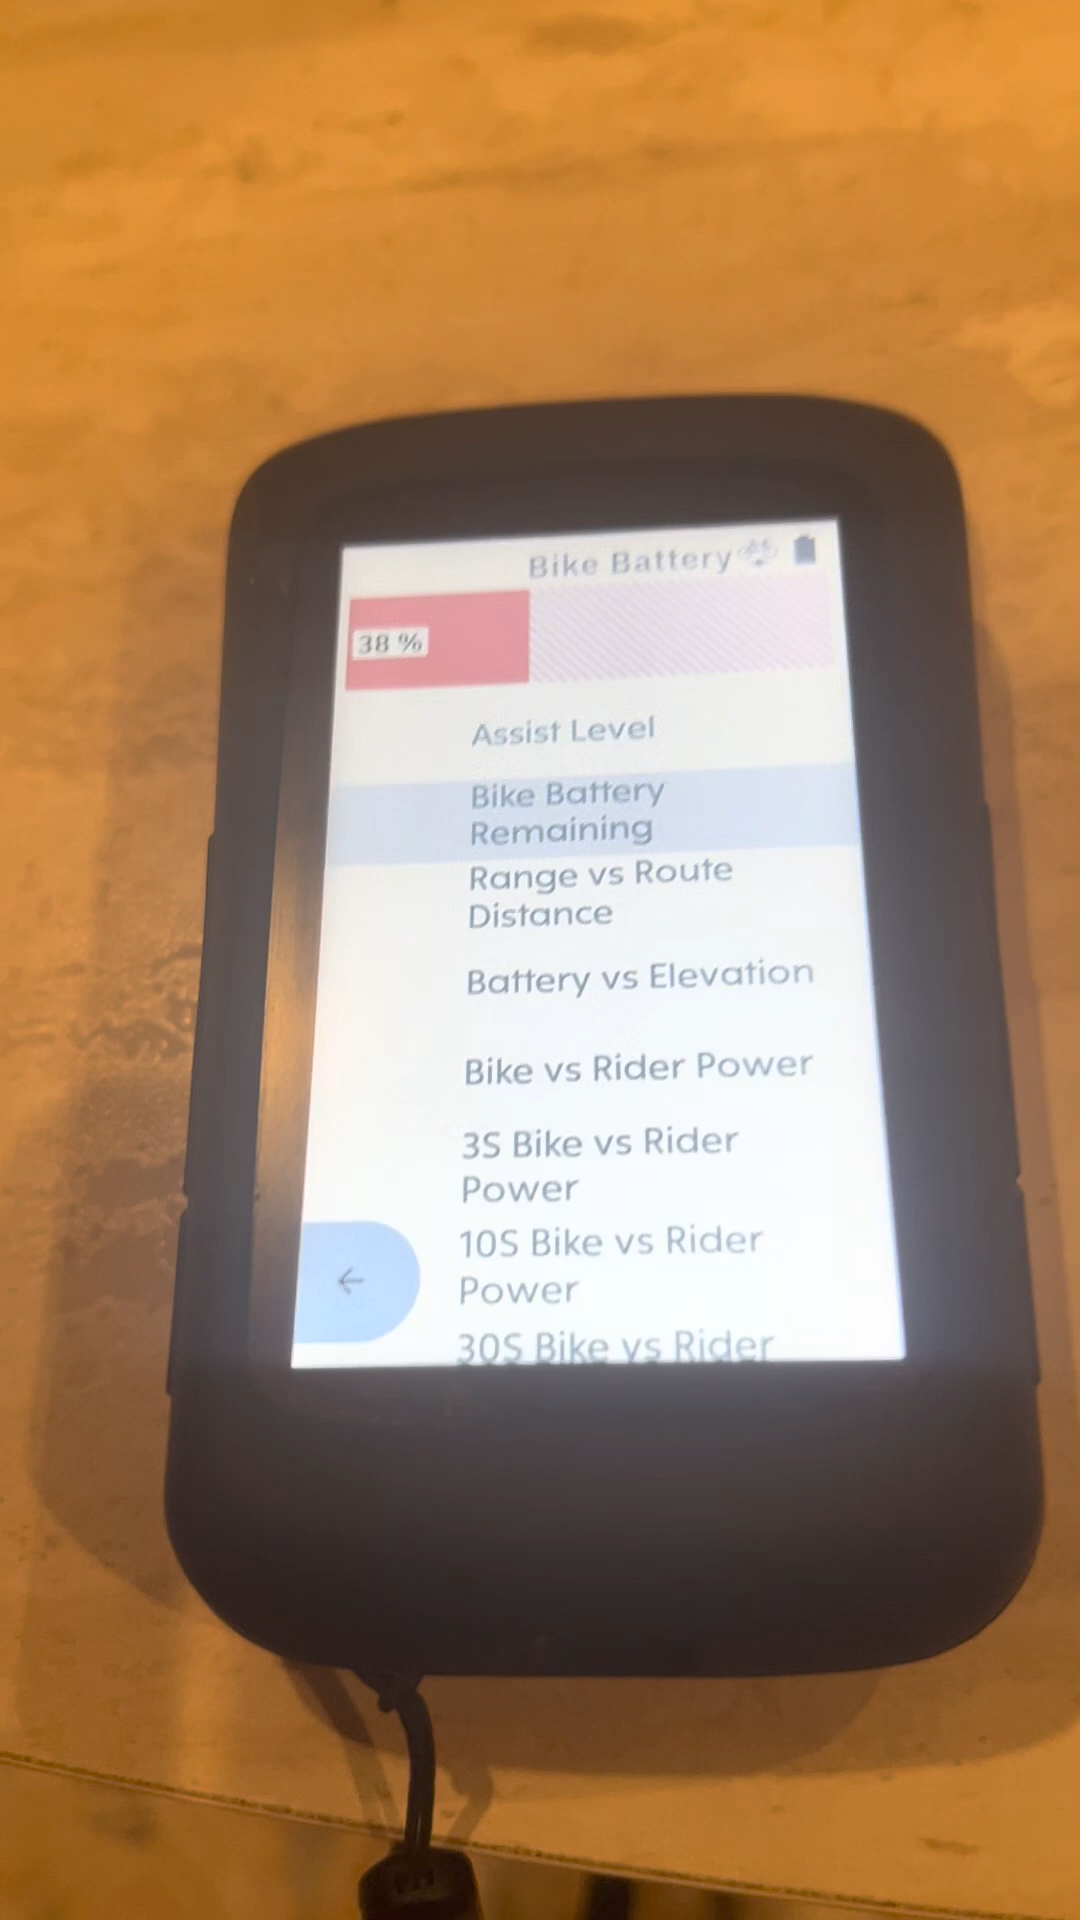 Bike Battery
38 %
Assist Level
Bike Battery
Remaining
Range vs Route
Distance
Battery vs Elevation
Bike vs Rider Power
3S Bike vs Rider
Power
10S Bike vs Rider
Power
30S Bike vs Rider